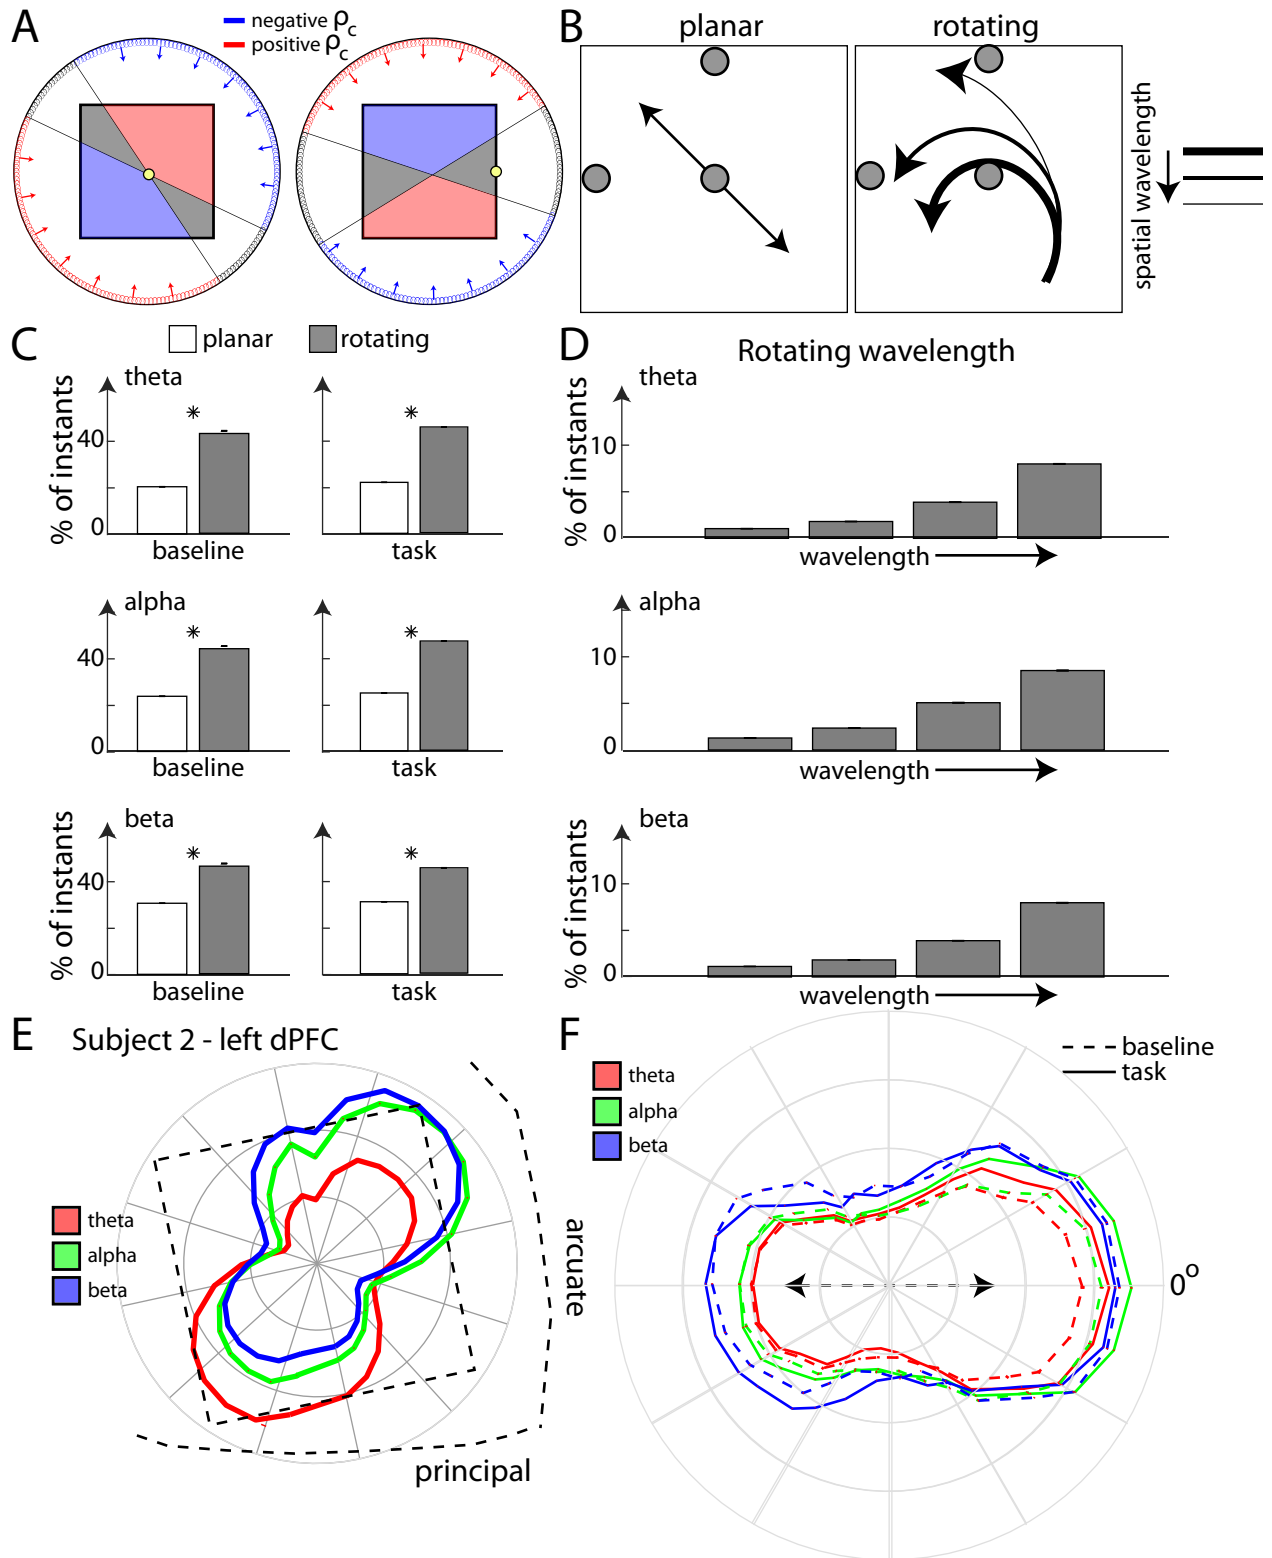 A
negative ρc
positive ρc
B
planar
rotating
spatial wavelength
C
planar
rotating
theta
% of instants
40
0
baseline
task
alpha
40
0
baseline
task
beta
% of instants
40
0
baseline
task
D
Rotating wavelength
theta
% of instants
10
0
wavelength
alpha
10
0
wavelength
beta
% of instants
10
0
wavelength
E
Subject 2 - left dPFC
theta
alpha
beta
arcuate
principal
F
baseline
task
theta
alpha
beta
0°